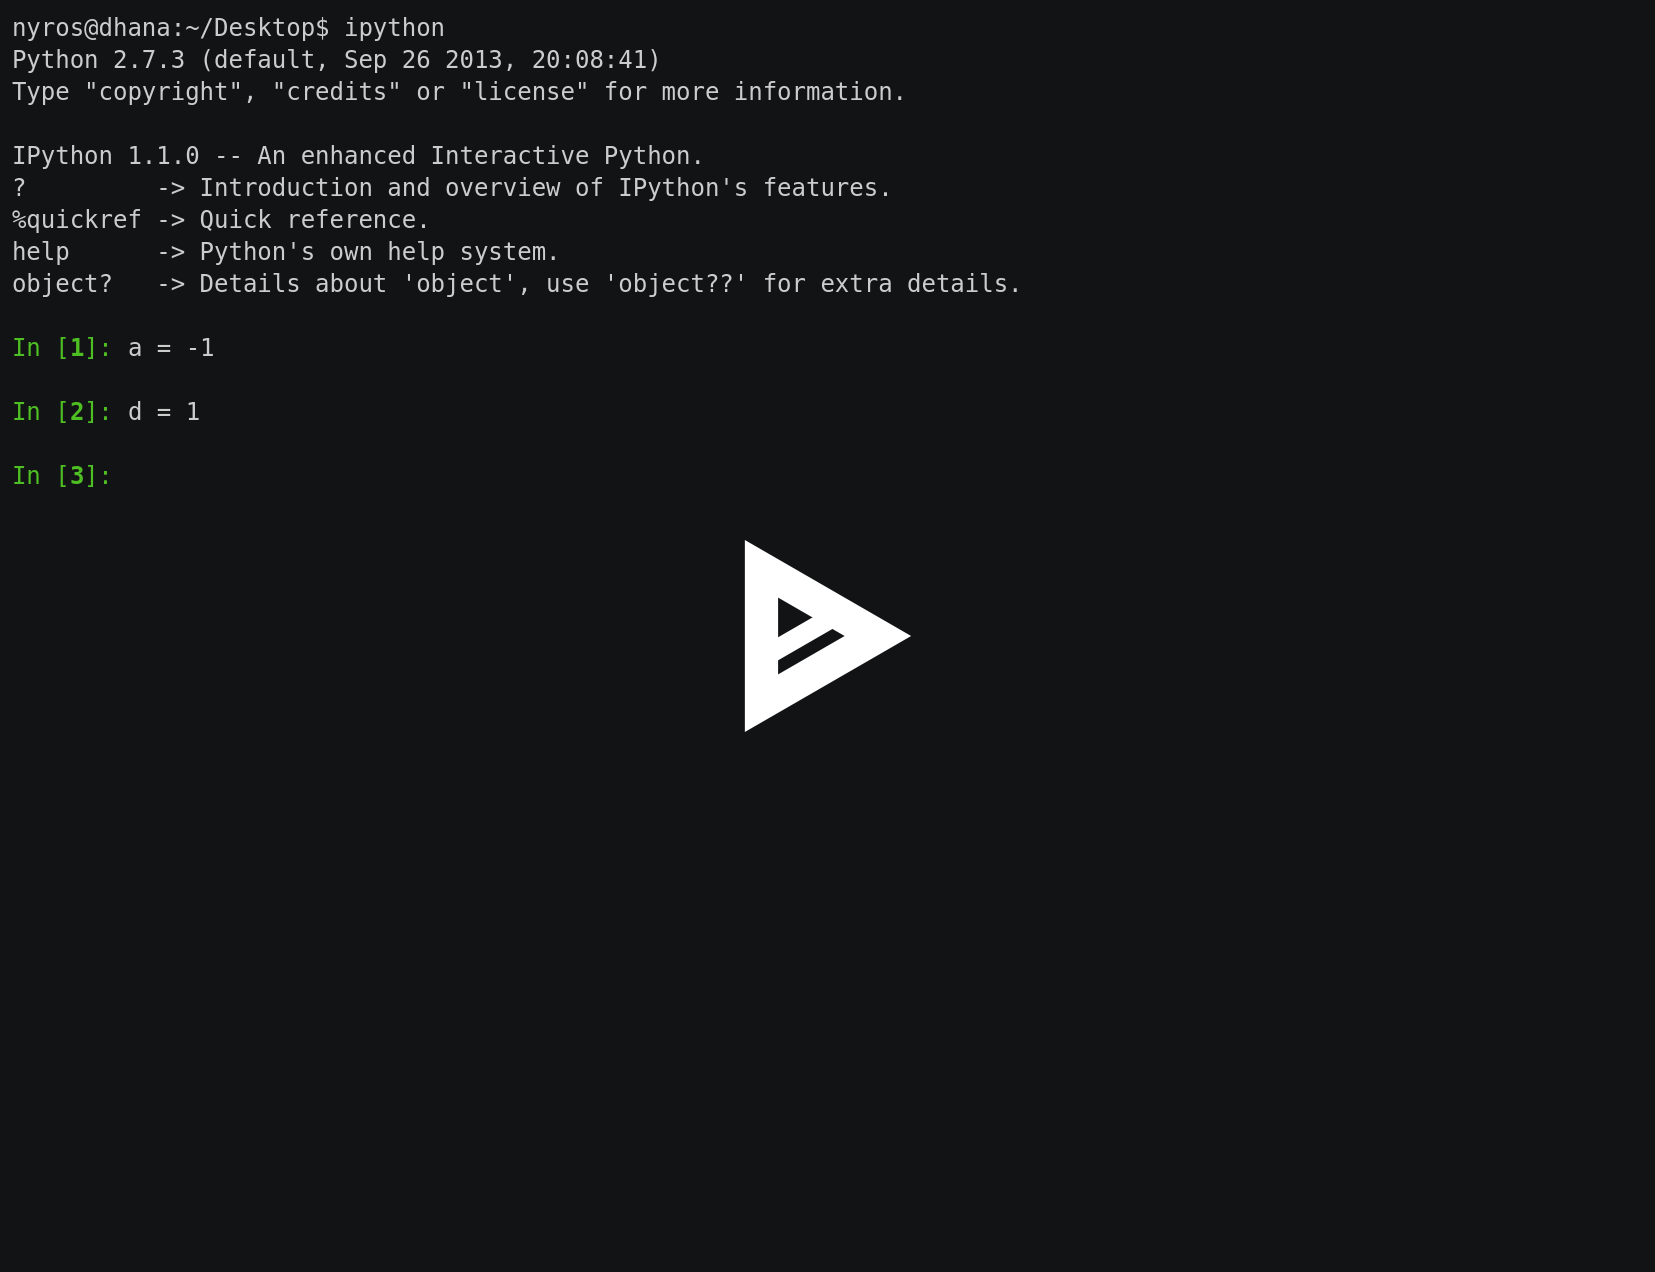 nyros@dhana:~/Desktop$ ipython
Python 2.7.3 (default, Sep 26 2013, 20:08:41)
Type "copyright", "credits" or "license" for more information.

IPython 1.1.0 -- An enhanced Interactive Python.
?         -> Introduction and overview of IPython's features.
%quickref -> Quick reference.
help      -> Python's own help system.
object?   -> Details about 'object', use 'object??' for extra details.

In [1]: a = -1

In [2]: d = 1

In [3]: